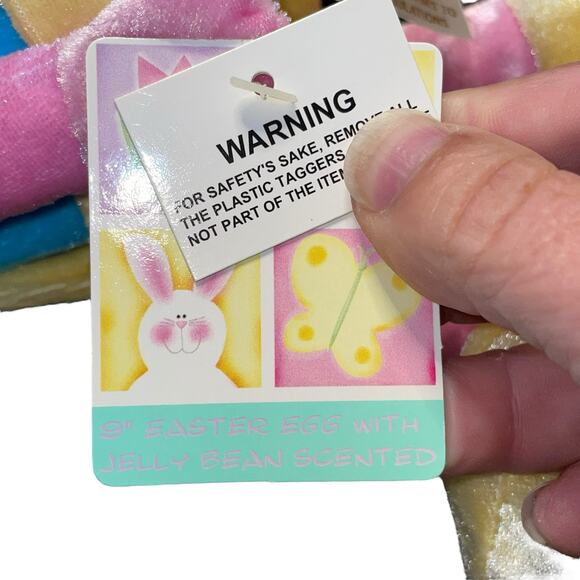 WARNING
FOR SAFETY'S SAKE, REMOVE ALL
THE PLASTIC TAGGERS
NOT PART OF THE ITEM
9" EASTER EGG WITH
JELLY BEAN SCENTED